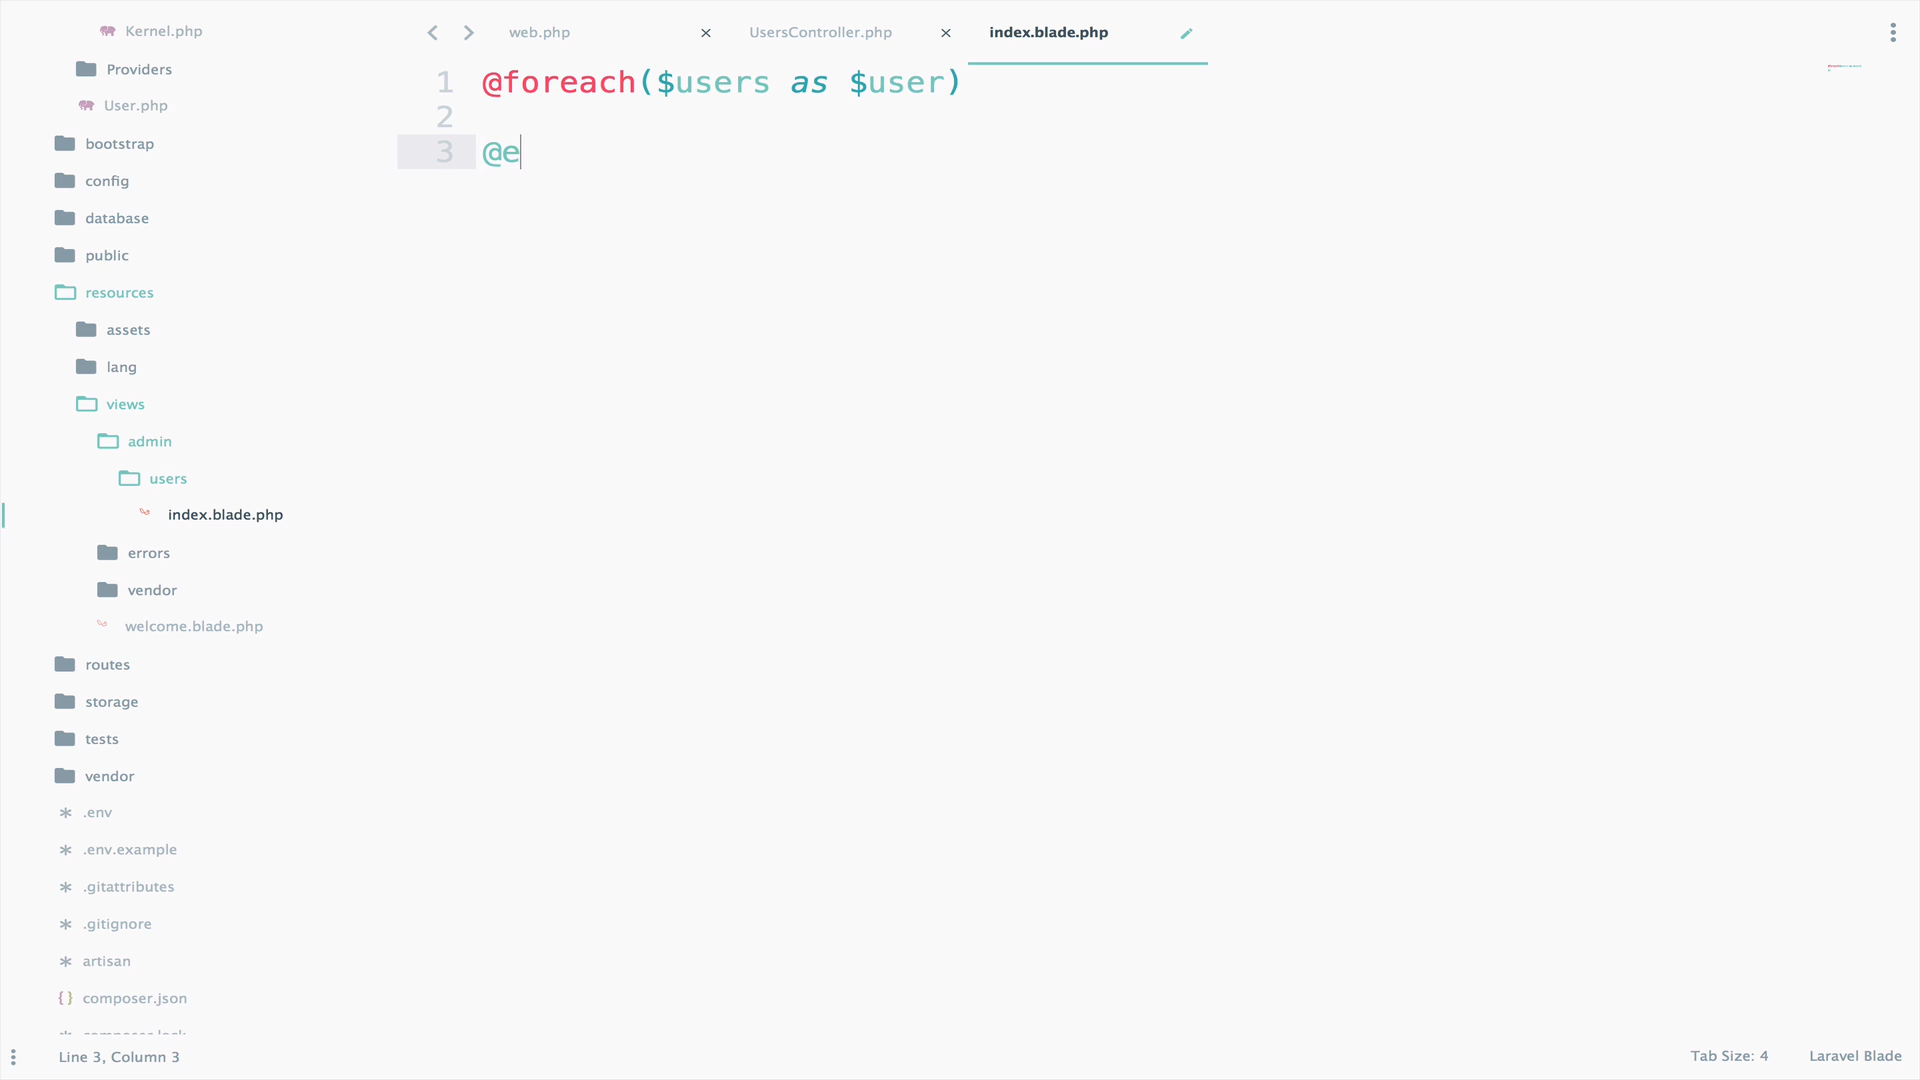 Kernel.php
Providers
User.php
bootstrap
config
database
public
resources
assets
lang
views
admin
users
index.blade.php
errors
vendor
welcome.blade.php
routes
storage
tests
vendor
.env
.env.example
.gitattributes
.gitignore
artisan
{} composer.json
composer.lock
web.php
UsersController.php
index.blade.php
1 @foreach($users as $user)
2
3 @e
Line 3, Column 3
Tab Size: 4
Laravel Blade